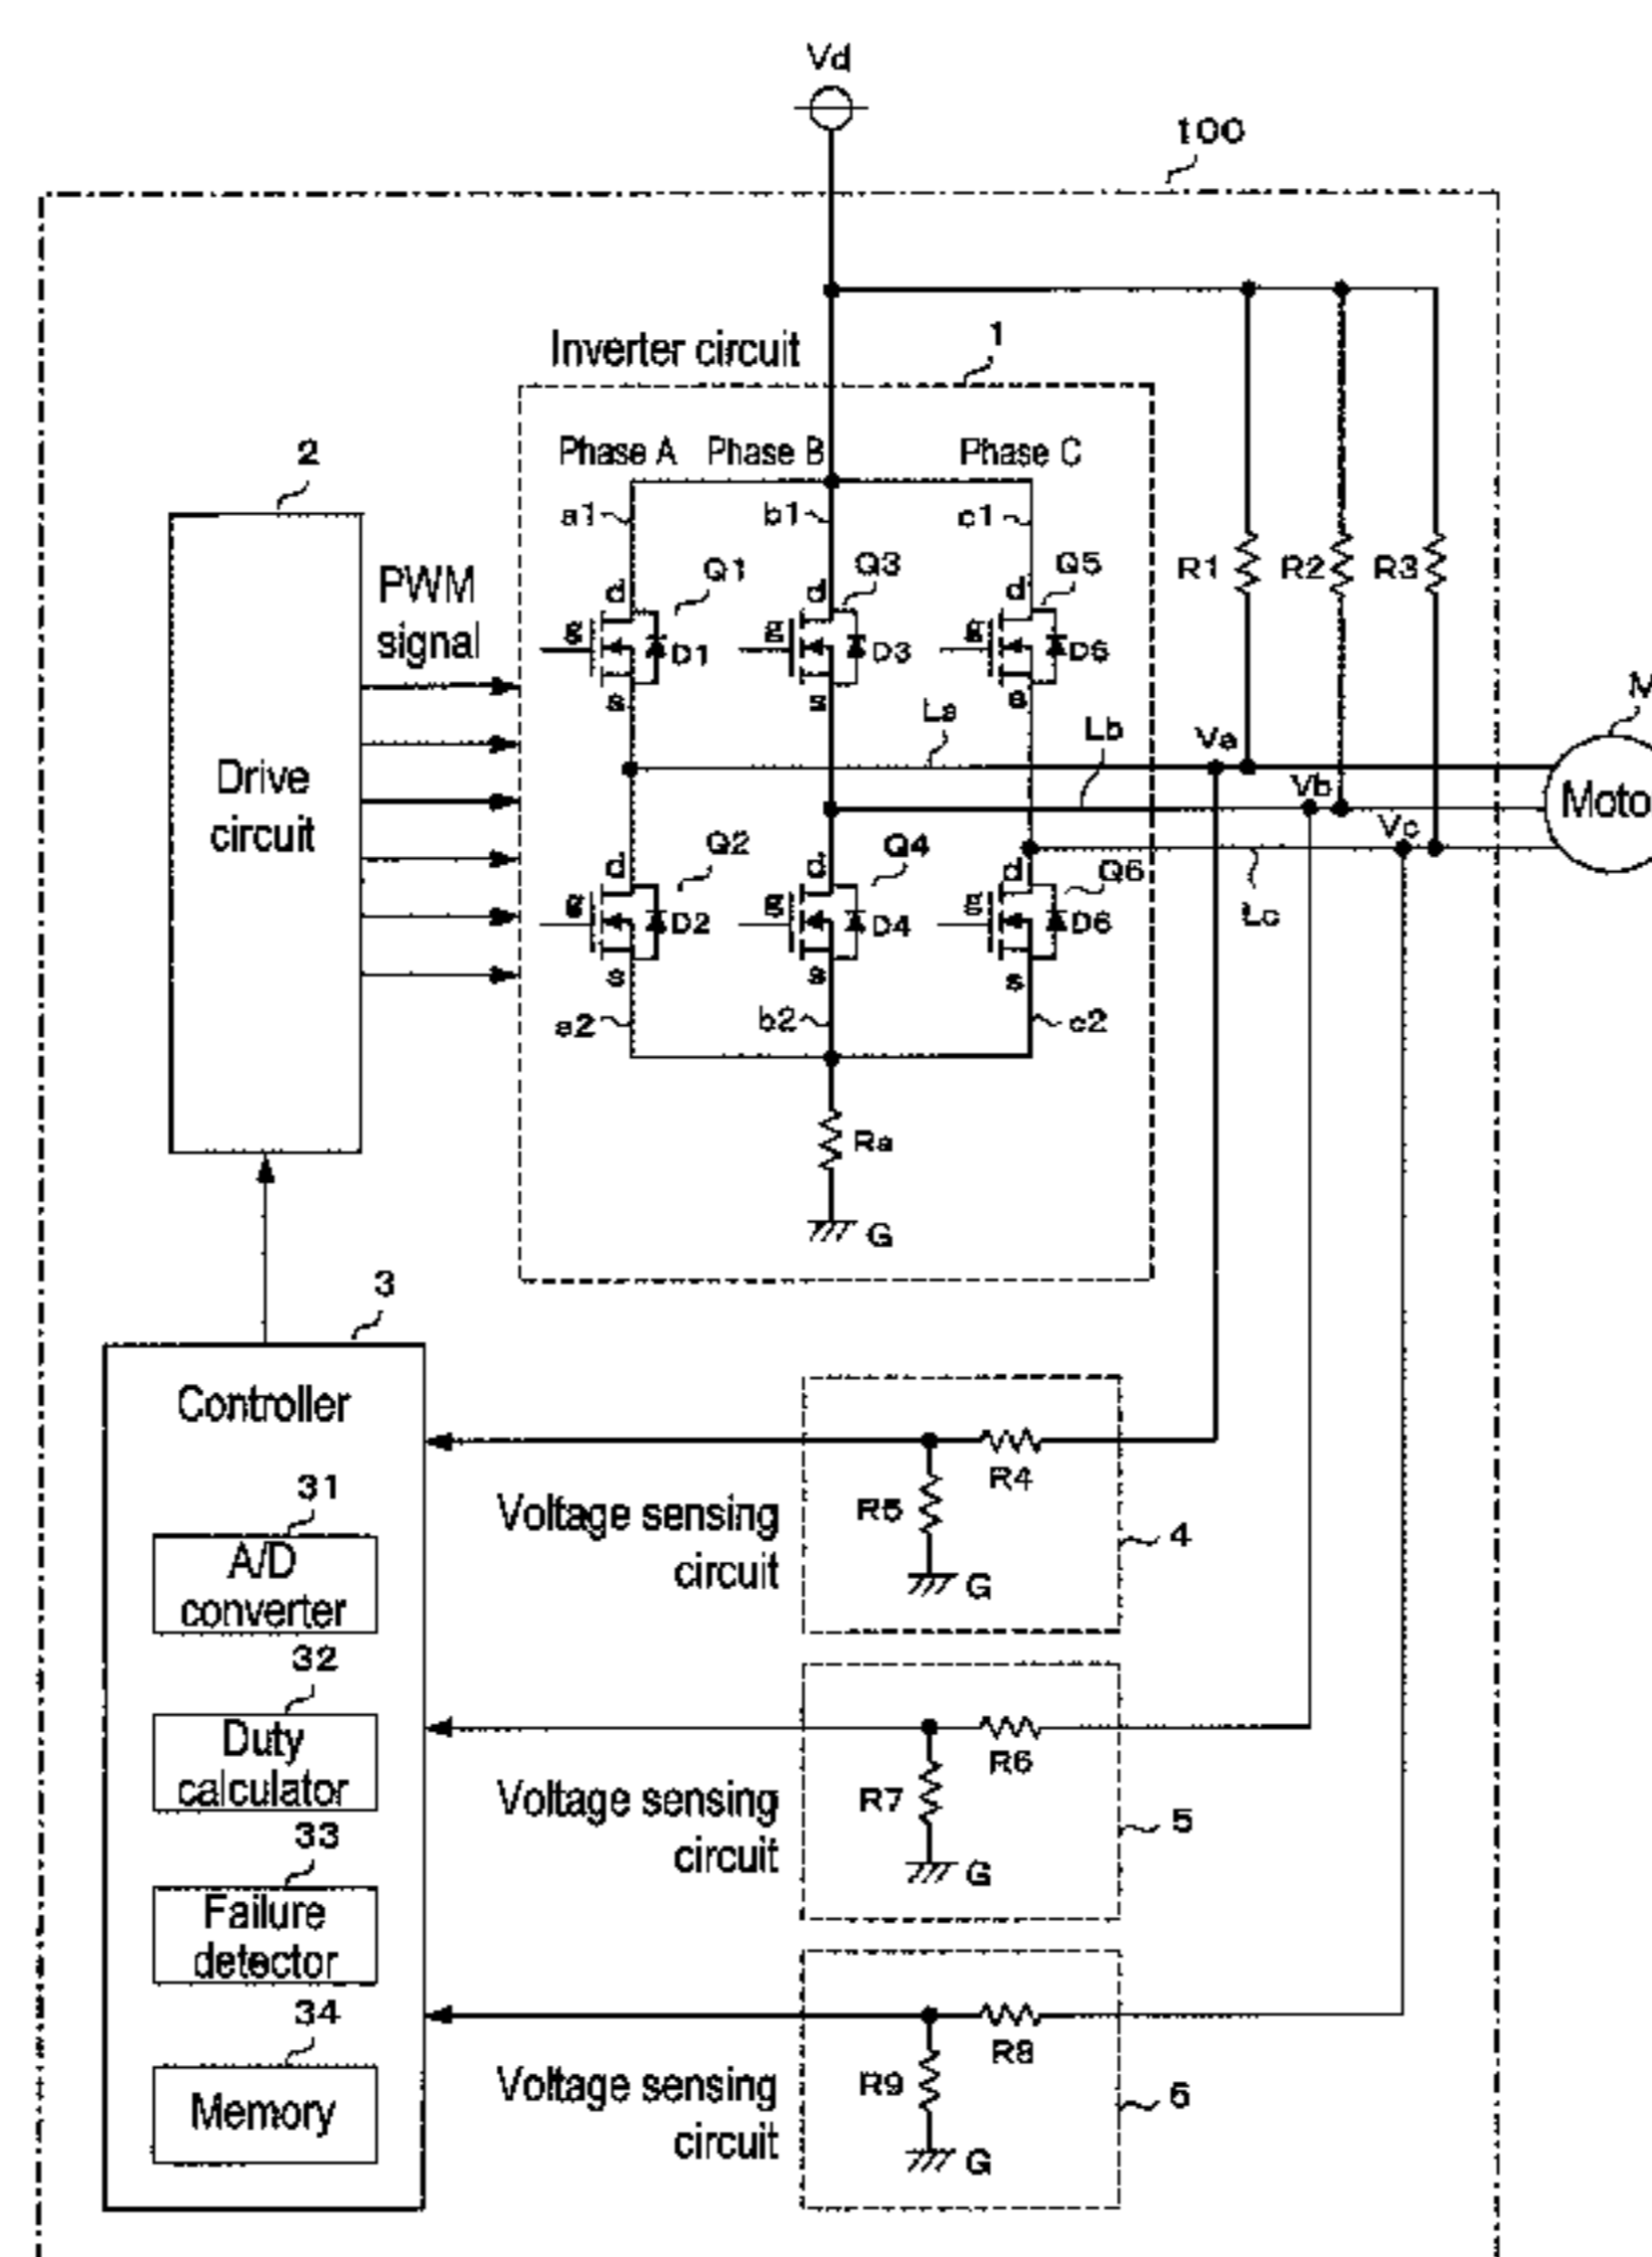 Vd
100
Inverter circuit
1
Phase A Phase B Phase C
2
a1 b1 c1
PWM
signal
Q1 Q3 Q5
d d d
g g g
D1 D3 D5
s s s
R1 R2 R3
La Lb Va Vb Vc
M
Moto
Drive
circuit
Q2 Q4 Q6
d d d
g g g
D2 D4 D6
s s s
Lc
a2 b2 c2
Ra
G
3
Controller
31
A/D
converter
32
Duty
calculator
33
Failure
detector
34
Memory
Voltage sensing
circuit
R4
R5
G
4
Voltage sensing
circuit
R6
R7
G
5
Voltage sensing
circuit
R8
R9
G
6